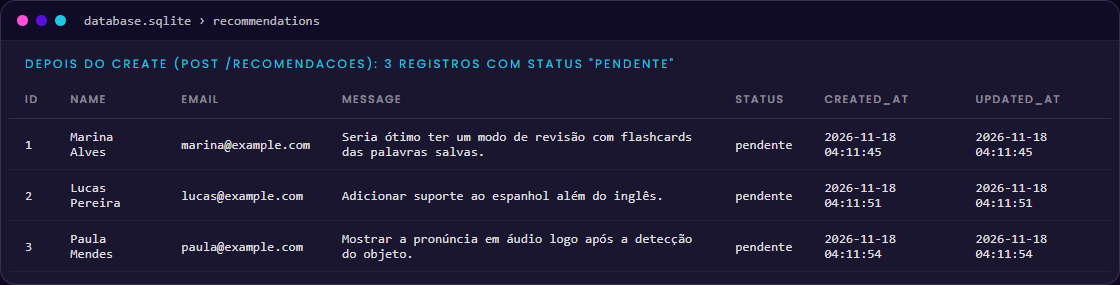 database.sqlite › recommendations
DEPOIS DO CREATE (POST /RECOMENDACOES): 3 REGISTROS COM STATUS "PENDENTE"
ID NAME EMAIL MESSAGE STATUS CREATED_AT UPDATED_AT
1 Marina Alves marina@example.com Seria ótimo ter um modo de revisão com flashcards das palavras salvas. pendente 2026-11-18 04:11:45 2026-11-18 04:11:45
2 Lucas Pereira lucas@example.com Adicionar suporte ao espanhol além do inglês. pendente 2026-11-18 04:11:51 2026-11-18 04:11:51
3 Paula Mendes paula@example.com Mostrar a pronúncia em áudio logo após a detecção do objeto. pendente 2026-11-18 04:11:54 2026-11-18 04:11:54